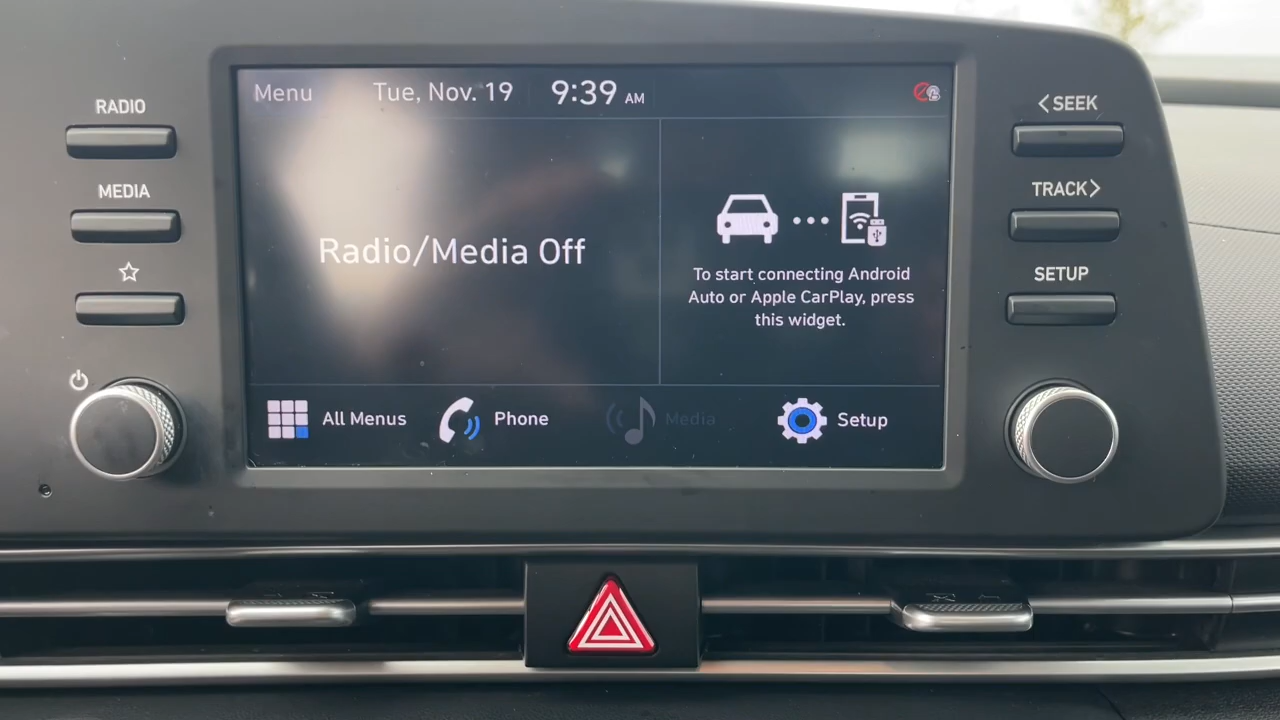 RADIO
MEDIA
Menu
Tue, Nov. 19
9:39 AM
Radio/Media Off
To start connecting Android
Auto or Apple CarPlay, press
this widget.
All Menus
Phone
Media
Setup
<SEEK
TRACK>
SETUP